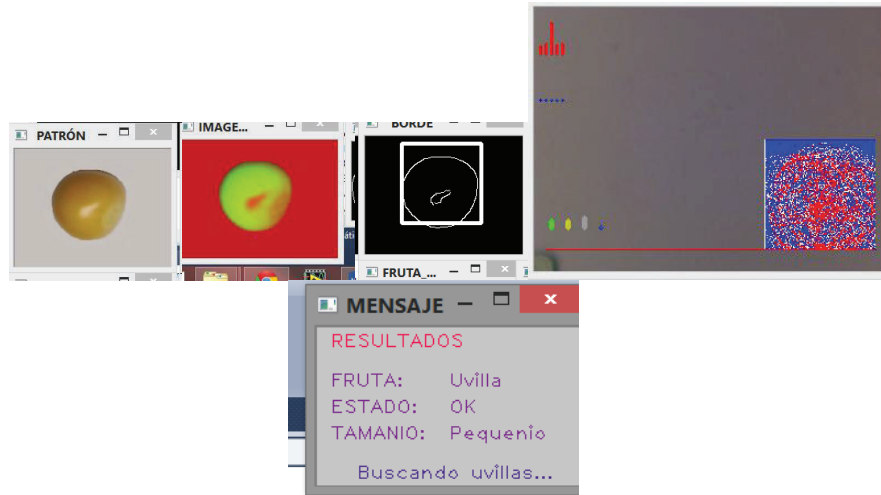 PATRÓN
IMAGE...
BORDE
FRUTA_...
MENSAJE
RESULTADOS
FRUTA: Uvilla
ESTADO: OK
TAMANIO: Pequenio
Buscando uvillas...